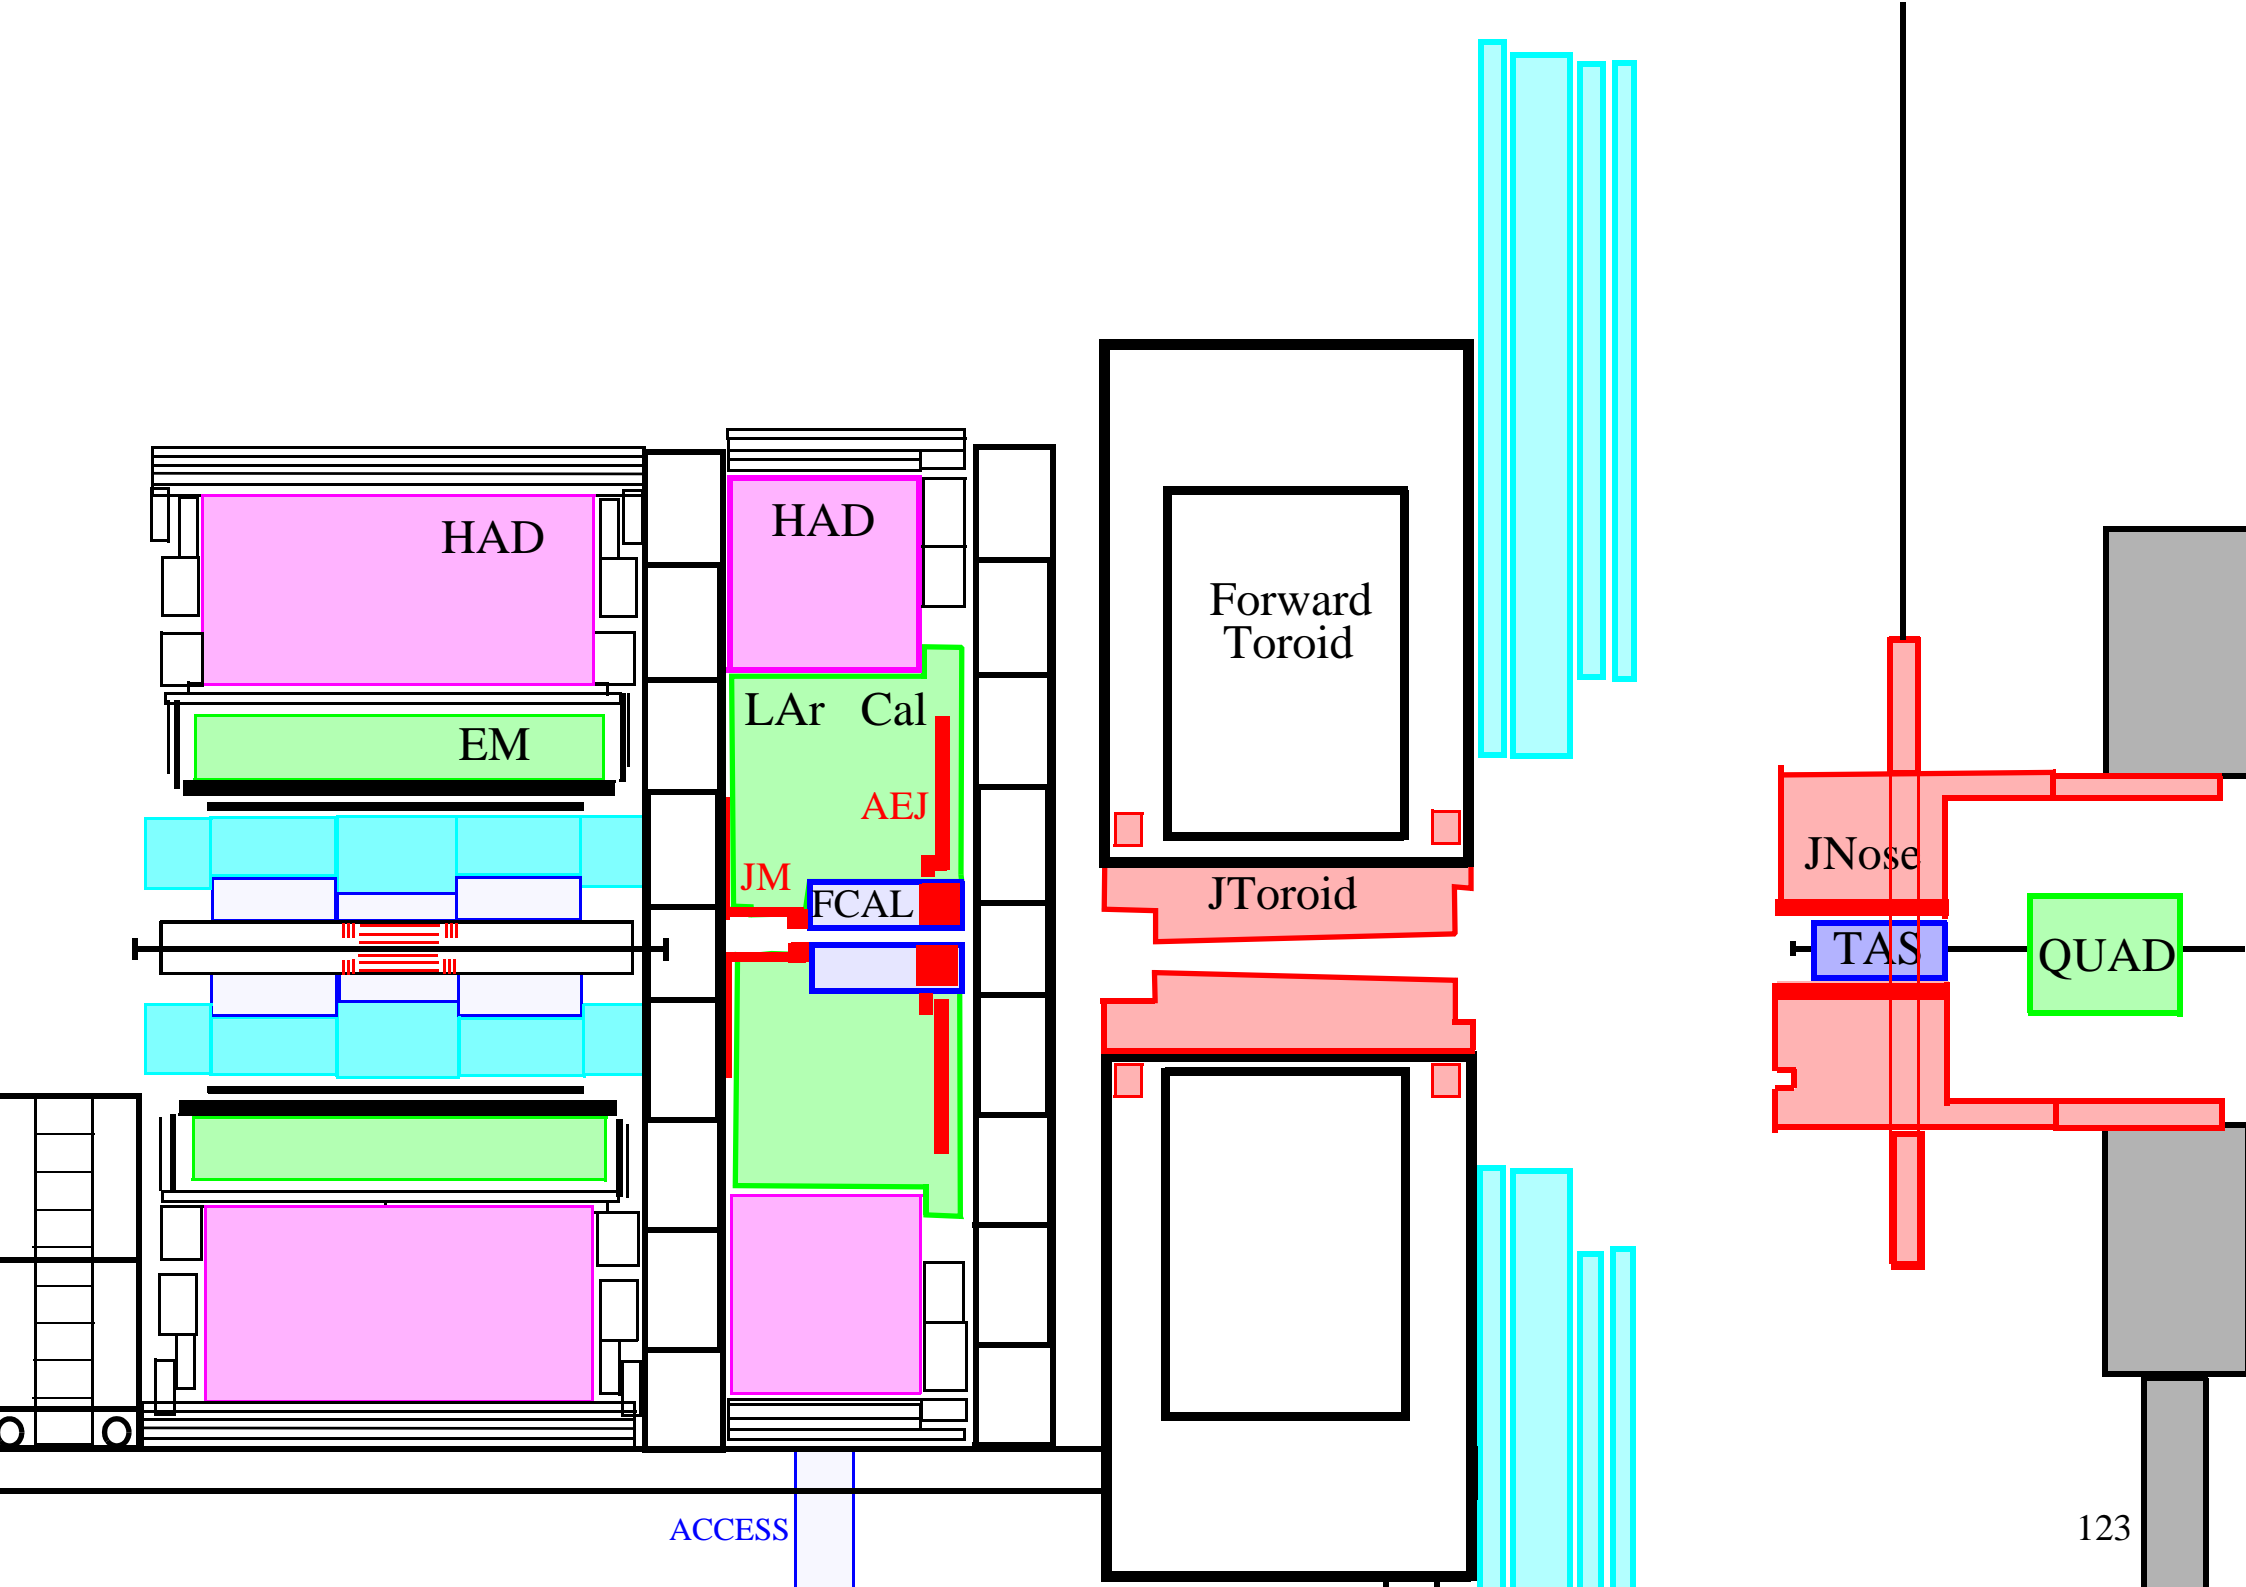 HAD
HAD
Forward
Toroid
LAr Cal
EM
AEJ
JM
FCAL
JToroid
JNose
TAS
QUAD
ACCESS
123